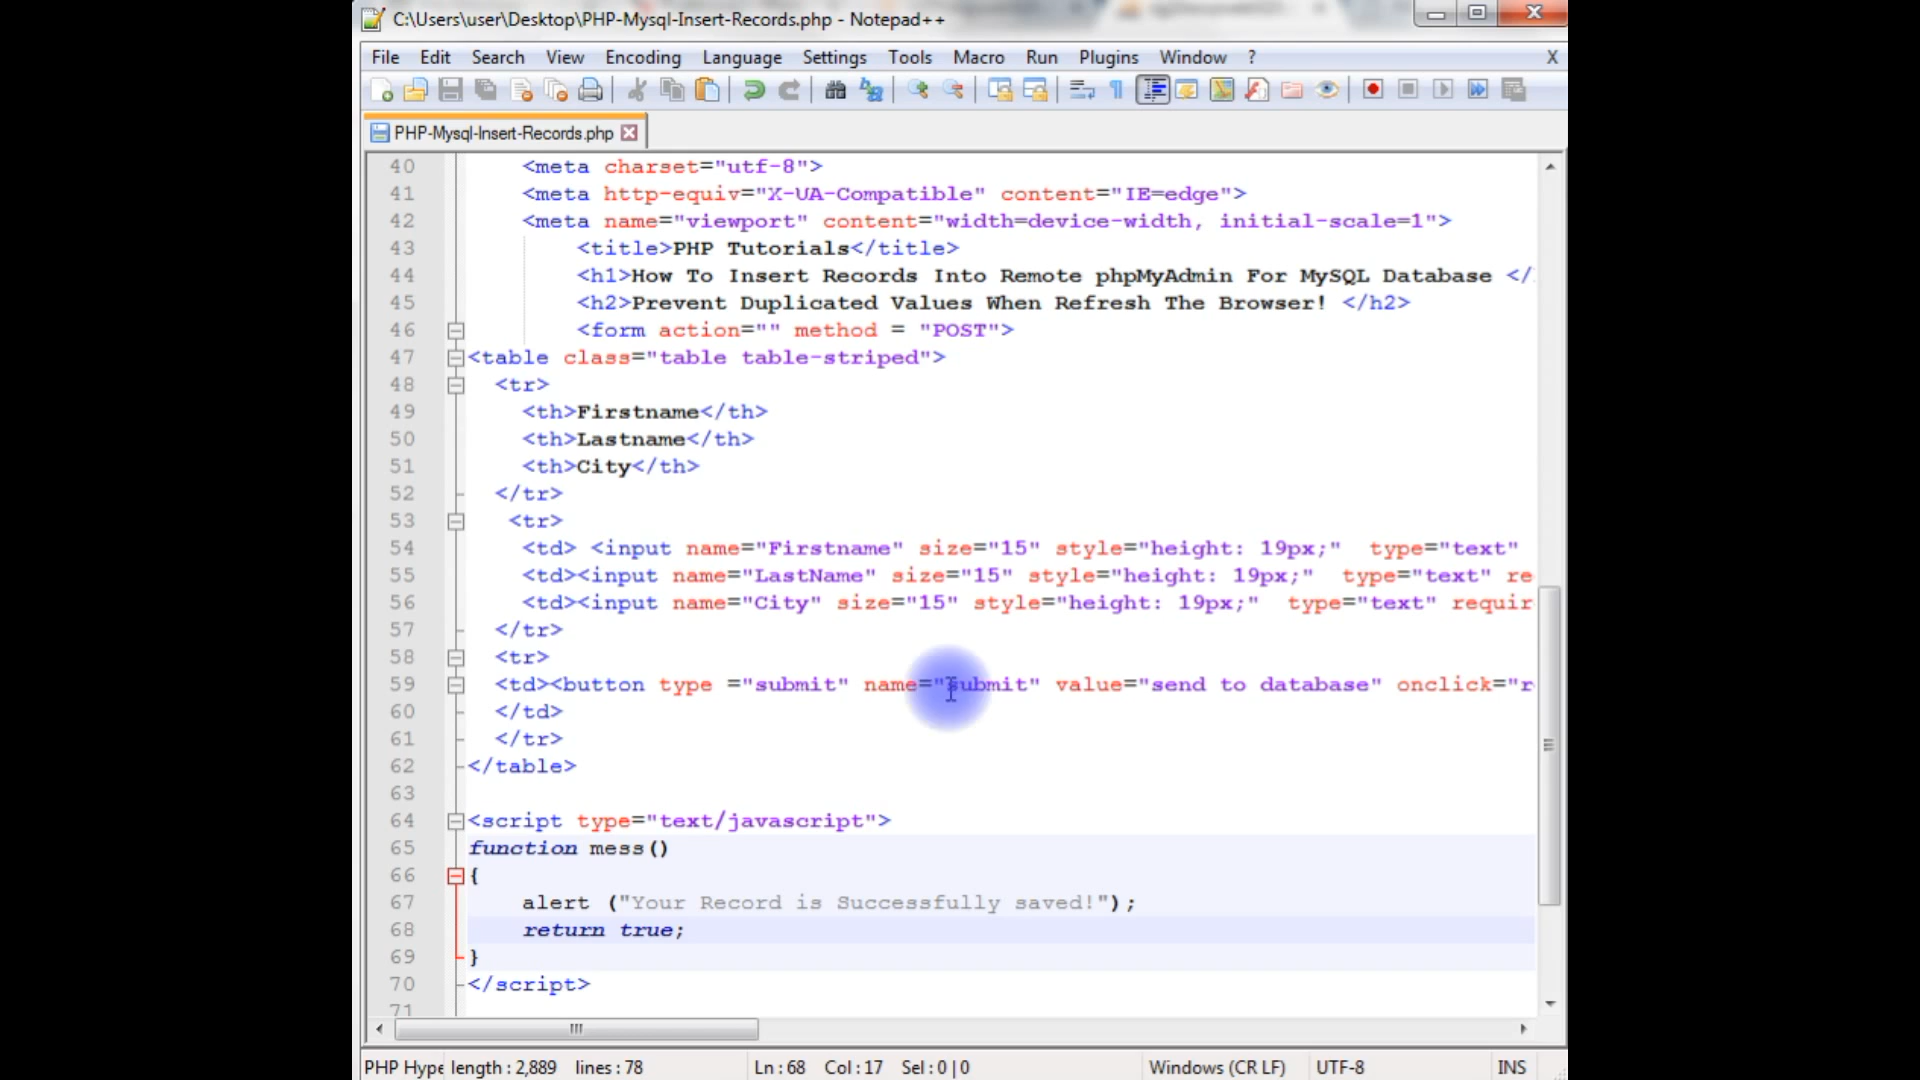 C:\Users\user\Desktop\PHP-Mysql-Insert-Records.php - Notepad++
File Edit Search View Encoding Language Settings Tools Macro Run Plugins Window ? X
PHP-Mysql-Insert-Records.php
40 <meta charset="utf-8">
41 <meta http-equiv="X-UA-Compatible" content="IE=edge">
42 <meta name="viewport" content="width=device-width, initial-scale=1">
43 <title>PHP Tutorials</title>
44 <h1>How To Insert Records Into Remote phpMyAdmin For MySQL Database </
45 <h2>Prevent Duplicated Values When Refresh The Browser! </h2>
46 <form action="" method = "POST">
47 <table class="table table-striped">
48 <tr>
49 <th>Firstname</th>
50 <th>Lastname</th>
51 <th>City</th>
52 </tr>
53 <tr>
54 <td> <input name="Firstname" size="15" style="height: 19px;" type="text"
55 <td><input name="LastName" size="15" style="height: 19px;" type="text" re
56 <td><input name="City" size="15" style="height: 19px;" type="text" requir
57 </tr>
58 <tr>
59 <td><button type ="submit" name="submit" value="send to database" onclick="r
60 </td>
61 </tr>
62 </table>
63
64 <script type="text/javascript">
65 function mess()
66 {
67 alert ("Your Record is Successfully saved!");
68 return true;
69 }
70 </script>
71
PHP Hype length : 2,889 lines : 78 Ln : 68 Col : 17 Sel : 0 | 0 Windows (CR LF) UTF-8 INS